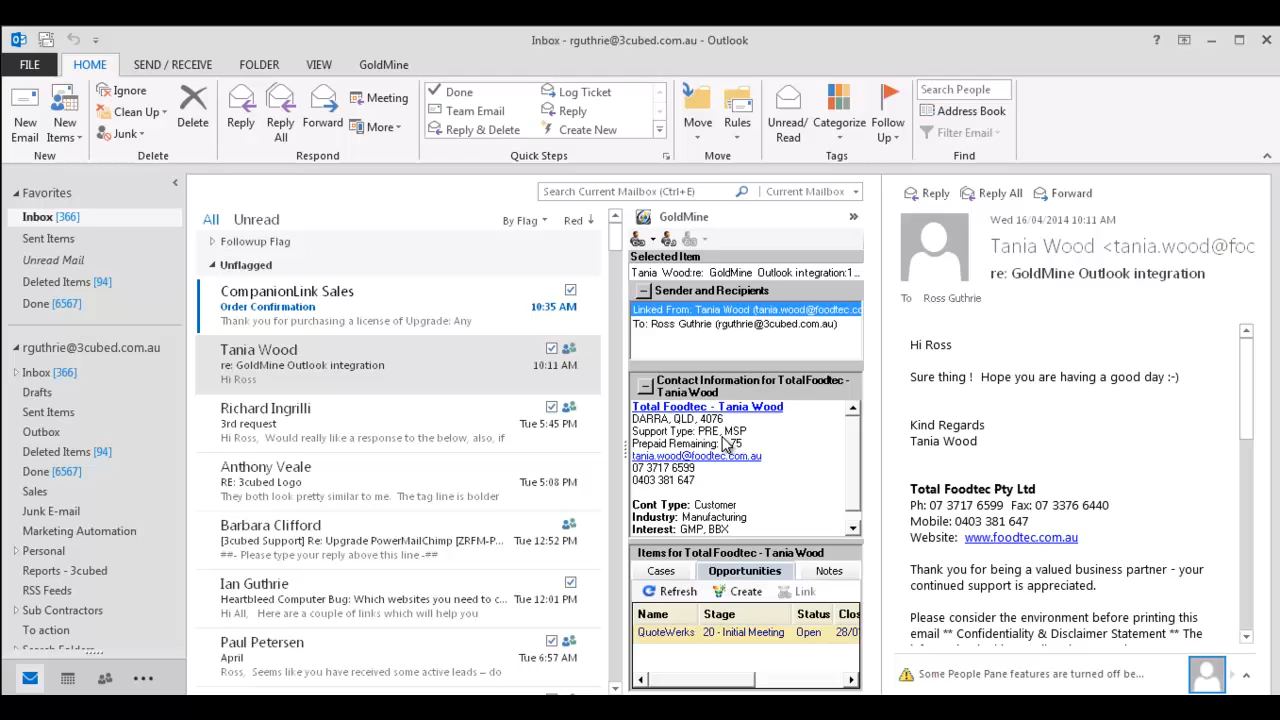 Inbox - rguthrie@3cubed.com.au - Outlook
FILE
HOME
SEND / RECEIVE
FOLDER
VIEW
GoldMine
New Email
New Items
New
Ignore
Clean Up
Junk
Delete
Delete
Reply
Reply All
Forward
Meeting
More
Respond
Done
Team Email
Reply & Delete
Log Ticket
Reply
Create New
Quick Steps
Move
Rules
Move
Unread/ Read
Categorize
Follow Up
Tags
Search People
Address Book
Filter Email
Find
Favorites
Inbox [366]
Sent Items
Unread Mail
Deleted Items [94]
Done [6567]
rguthrie@3cubed.com.au
Inbox [366]
Drafts
Sent Items
Outbox
Deleted Items [94]
Done [6567]
Sales
Junk E-mail
Marketing Automation
Personal
Reports - 3cubed
RSS Feeds
Sub Contractors
To action
Search Folders
Search Current Mailbox (Ctrl+E)
Current Mailbox
All Unread
By Flag
Red
Followup Flag
Unflagged
CompanionLink Sales
Order Confirmation 10:35 AM
Thank you for purchasing a license of Upgrade: Any
Tania Wood
re: GoldMine Outlook integration 10:11 AM
Hi Ross
Richard Ingrilli
3rd request Tue 5:45 PM
Hi Ross, Would really like a response to the below, also, if
Anthony Veale
RE: 3cubed Logo Tue 5:08 PM
They both look pretty similar to me. The tag line is bolder
Barbara Clifford
[3cubed Support] Re: Upgrade PowerMailChimp [ZRFM-P... Tue 12:52 PM
##- Please type your reply above this line -##
Ian Guthrie
Heartbleed Computer Bug: Which websites you need to c... Tue 12:01 PM
Hi All, Here are a couple of links which will help you
Paul Petersen
April Tue 6:57 AM
Ross, Seems like you have received some active leads – do
GoldMine
Selected Item
Tania Wood:re: GoldMine Outlook integration:1...
Sender and Recipients
Linked From: Tania Wood (tania.wood@foodtec.co
To: Ross Guthrie (rguthrie@3cubed.com.au)
Contact Information for Total Foodtec -
Tania Wood
Total Foodtec - Tania Wood
DARRA, QLD, 4076
Support Type: PRE, MSP
Prepaid Remaining: 75
tania.wood@foodtec.com.au
07 3717 6599
0403 381 647
Cont Type: Customer
Industry: Manufacturing
Interest: GMP, BBX
Items for Total Foodtec - Tania Wood
Cases Opportunities Notes
Refresh Create Link
Name Stage Status Clos
QuoteWerks 20 - Initial Meeting Open 28/0
Reply Reply All Forward
Wed 16/04/2014 10:11 AM
Tania Wood <tania.wood@foc
re: GoldMine Outlook integration
To Ross Guthrie
Hi Ross
Sure thing ! Hope you are having a good day :-)
Kind Regards
Tania Wood
Total Foodtec Pty Ltd
Ph: 07 3717 6599 Fax: 07 3376 6440
Mobile: 0403 381 647
Website: www.foodtec.com.au
Thank you for being a valued business partner - your
continued support is appreciated.
Please consider the environment before printing this
email ** Confidentiality & Disclaimer Statement ** The
Some People Pane features are turned off be...